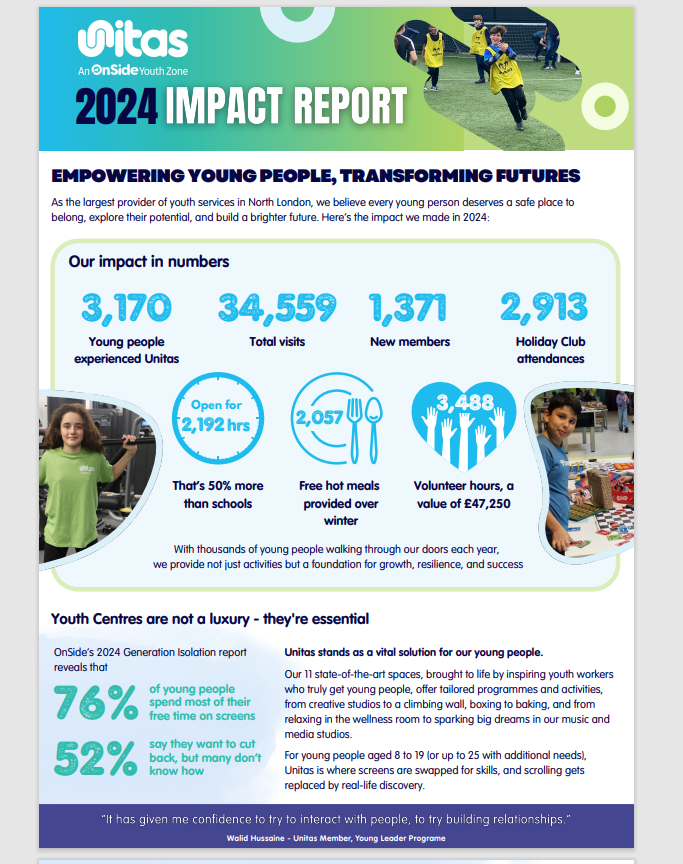 Unitas
An OnSide Youth Zone
2024 IMPACT REPORT
EMPOWERING YOUNG PEOPLE, TRANSFORMING FUTURES
As the largest provider of youth services in North London, we believe every young person deserves a safe place to
belong, explore their potential, and build a brighter future. Here's the impact we made in 2024:
Our impact in numbers
3,170
Young people
experienced Unitas
34,559
Total visits
1,371
New members
2,913
Holiday Club
attendances
Open for
2,192 hrs
That's 50% more
than schools
2,057
Free hot meals
provided over
winter
3,488
Volunteer hours, a
value of £47,250
Unitas
With thousands of young people walking through our doors each year,
we provide not just activities but a foundation for growth, resilience, and success
Youth Centres are not a luxury - they're essential
OnSide's 2024 Generation Isolation report
reveals that
76%
of young people
spend most of their
free time on screens
52%
say they want to cut
back, but many don't
know how
Unitas stands as a vital solution for our young people.
Our 11 state-of-the-art spaces, brought to life by inspiring youth workers
who truly get young people, offer tailored programmes and activities,
from creative studios to a climbing wall, boxing to baking, and from
relaxing in the wellness room to sparking big dreams in our music and
media studios.
For young people aged 8 to 19 (or up to 25 with additional needs),
Unitas is where screens are swapped for skills, and scrolling gets
replaced by real-life discovery.
"It has given me confidence to try to interact with people, to try building relationships."
Walid Hussaine - Unitas Member, Young Leader Programe